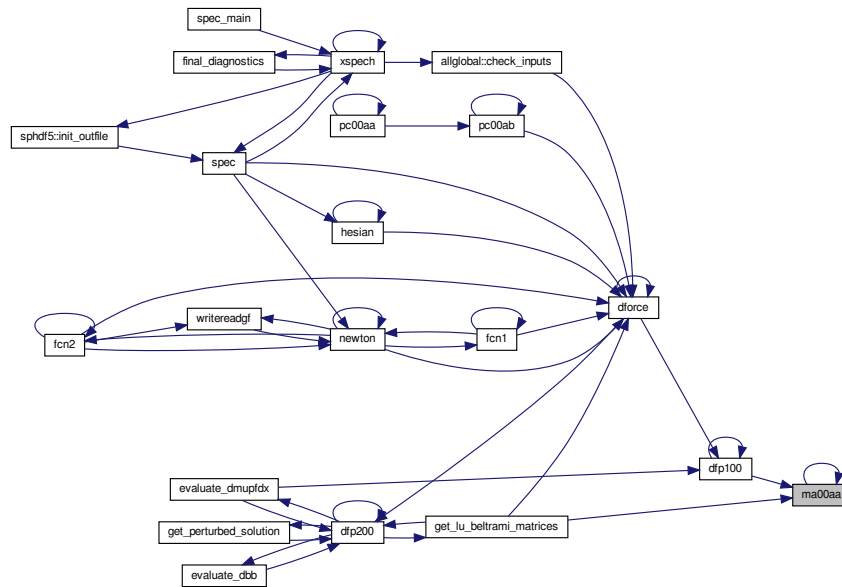 spec_main
final_diagnostics
xspech
allglobal::check_inputs
pc00aa
pc00ab
sphdf5::init_outfile
spec
hesian
dforce
writereadgf
fcn2
newton
fcn1
dfp100
evaluate_dmupfdx
ma00aa
get_perturbed_solution
dfp200
get_lu_beltrami_matrices
evaluate_dbb